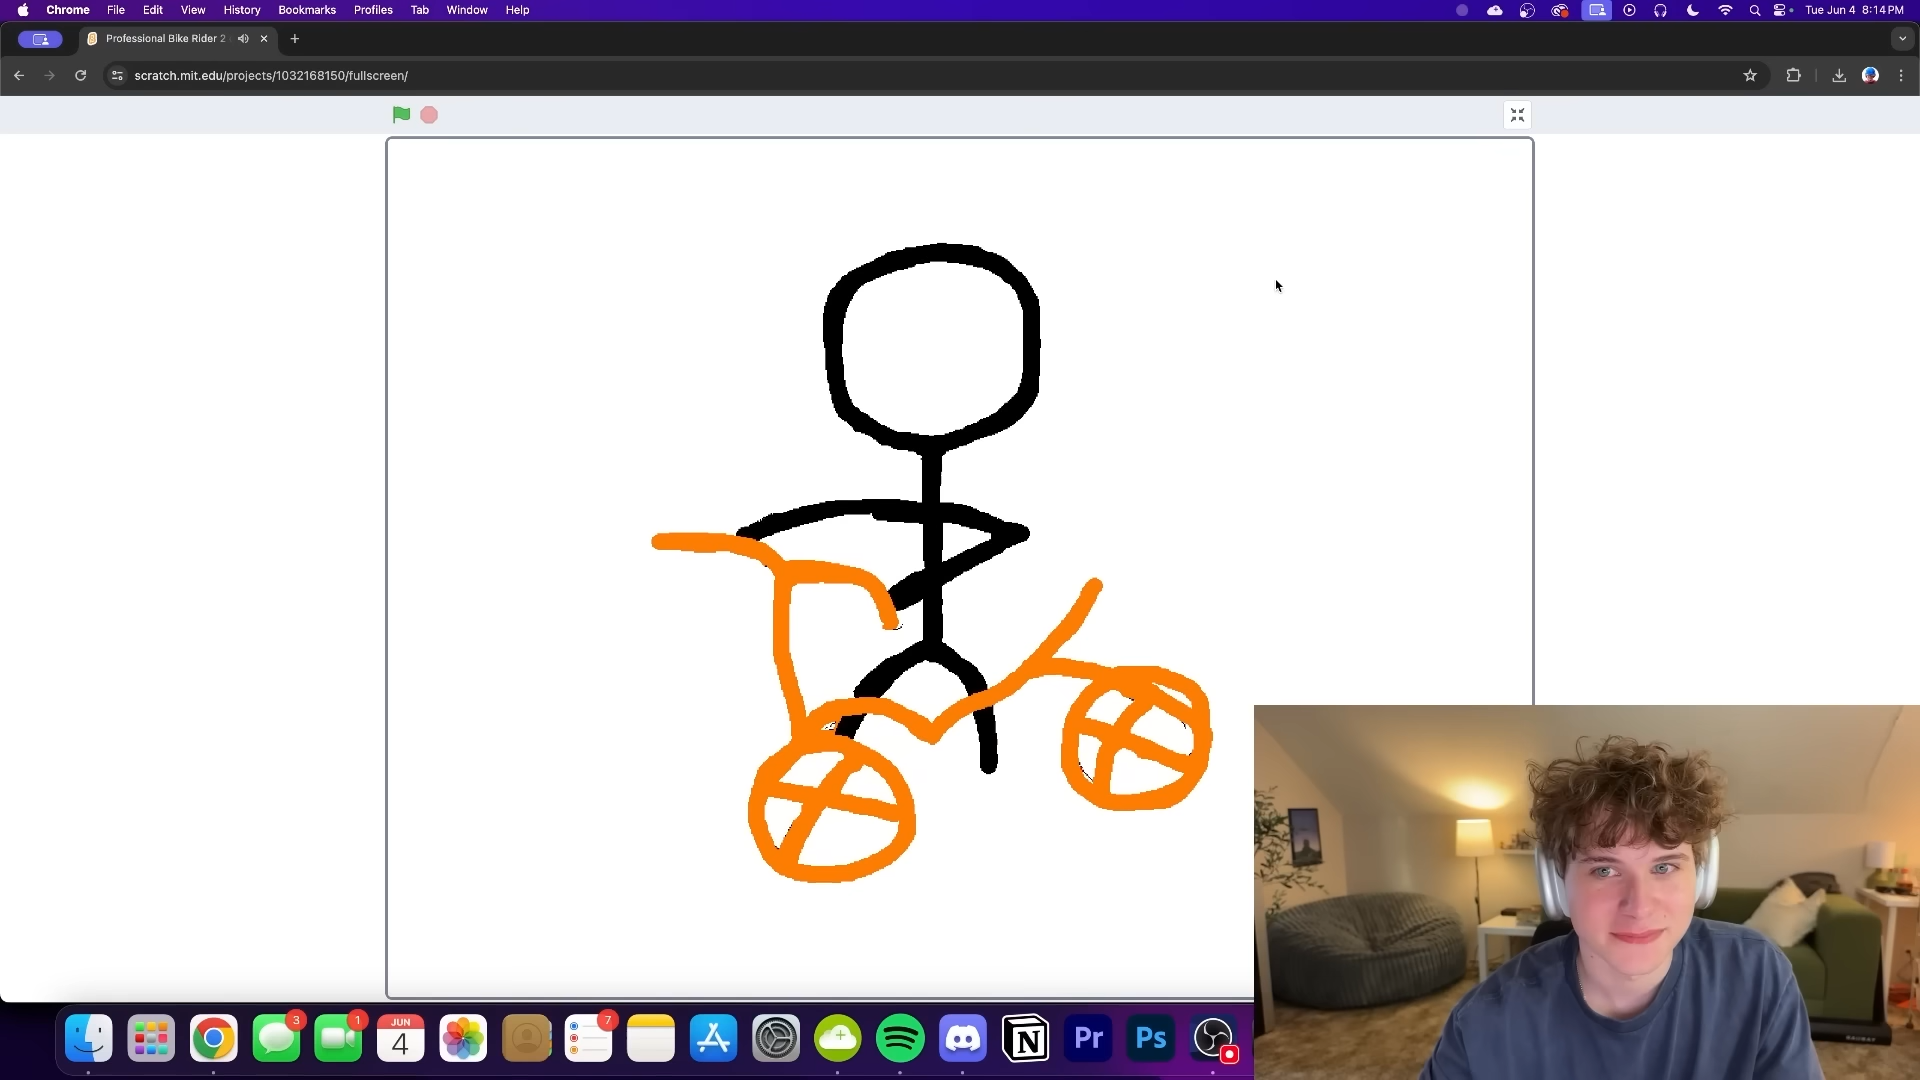 Chrome File Edit View History Bookmarks Profiles Tab Window Help Tue Jun 4 8:14 PM
Professional Bike Rider 2
scratch.mit.edu/projects/1032168150/fullscreen/
3 1 JUN 4 7 N Pr Ps